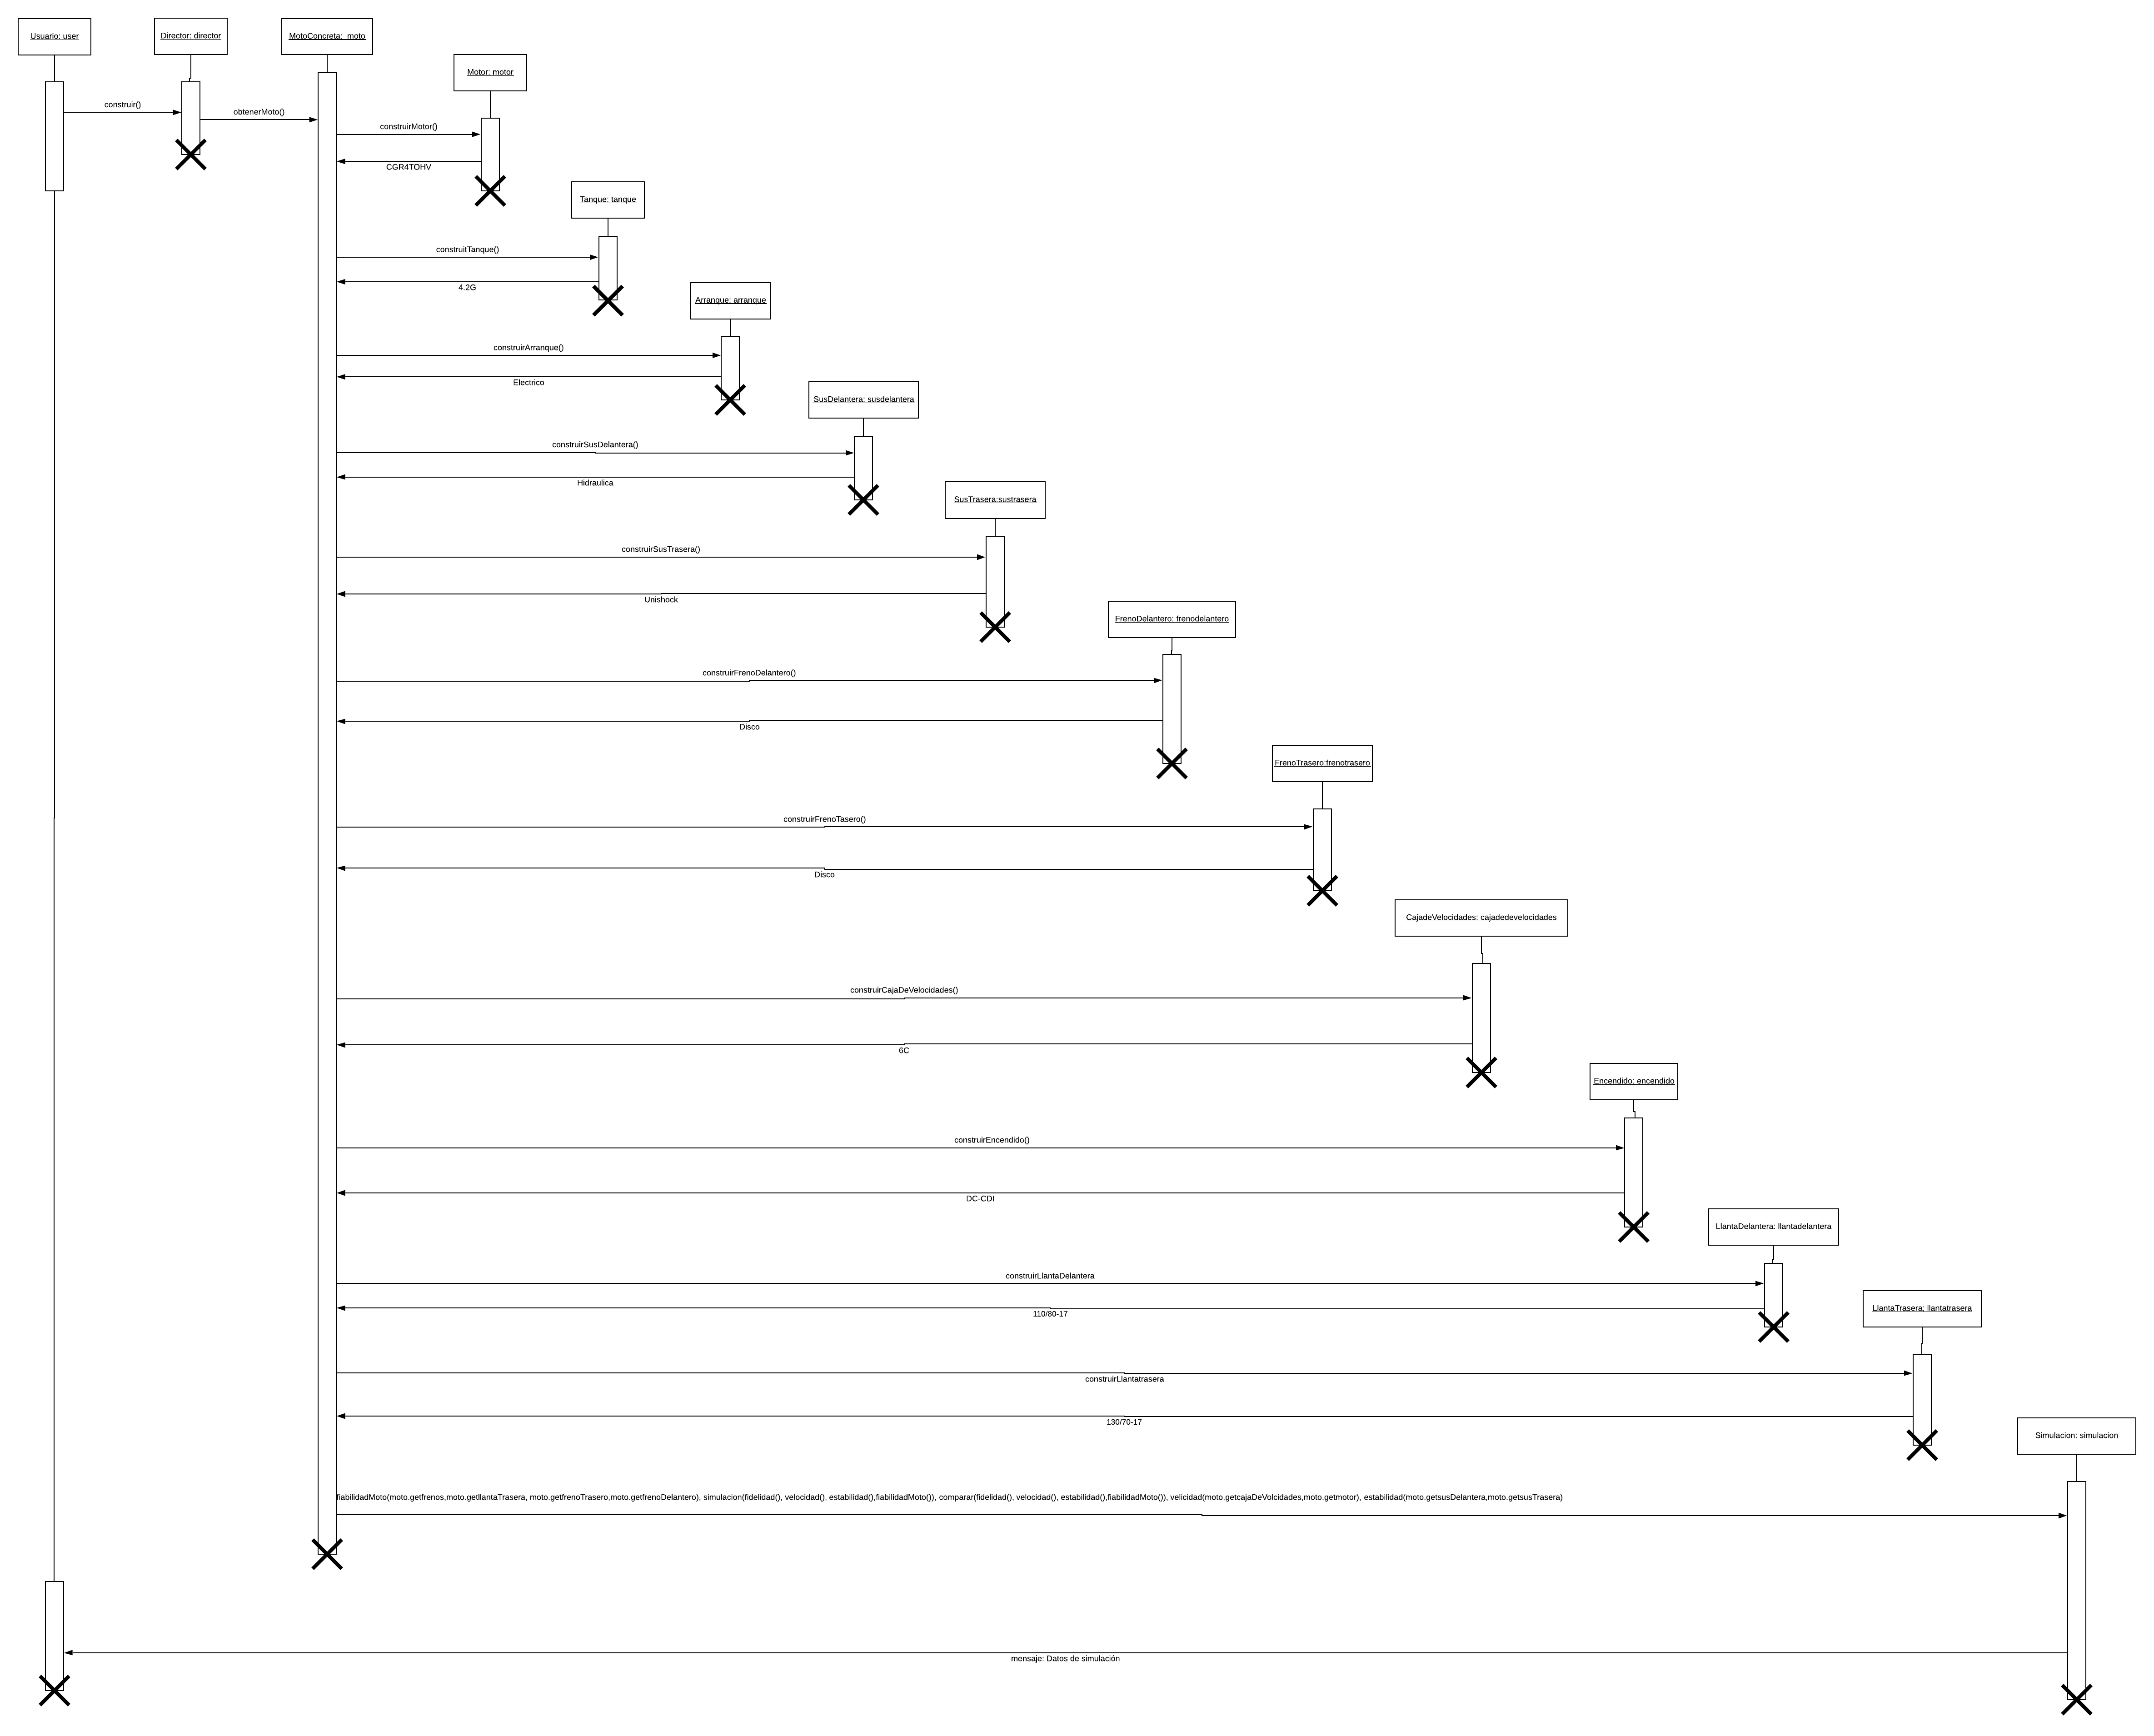 Usuario: user
Director: director
MotoConcreta:  moto
Motor: motor
construir()
obtenerMoto()
construirMotor()
CGR4TOHV
Tanque: tanque
construitTanque()
4.2G
Arranque: arranque
construirArranque()
Electrico
SusDelantera: susdelantera
construirSusDelantera()
Hidraulica
SusTrasera:sustrasera
construirSusTrasera()
Unishock
FrenoDelantero: frenodelantero
construirFrenoDelantero()
Disco
FrenoTrasero:frenotrasero
construirFrenoTasero()
Disco
CajadeVelocidades: cajadedevelocidades
construirCajaDeVelocidades()
6C
Encendido: encendido
construirEncendido()
DC-CDI
LlantaDelantera: llantadelantera
construirLlantaDelantera
110/80-17
LlantaTrasera; llantatrasera
construirLlantatrasera
130/70-17
Simulacion: simulacion
fiabilidadMoto(moto.getfrenos,moto.getllantaTrasera, moto.getfrenoTrasero,moto.getfrenoDelantero), simulacion(fidelidad(), velocidad(), estabilidad(),fiabilidadMoto()), comparar(fidelidad(), velocidad(), estabilidad(),fiabilidadMoto()), velicidad(moto.getcajaDeVolcidades,moto.getmotor), estabilidad(moto.getsusDelantera,moto.getsusTrasera)
mensaje: Datos de simulación